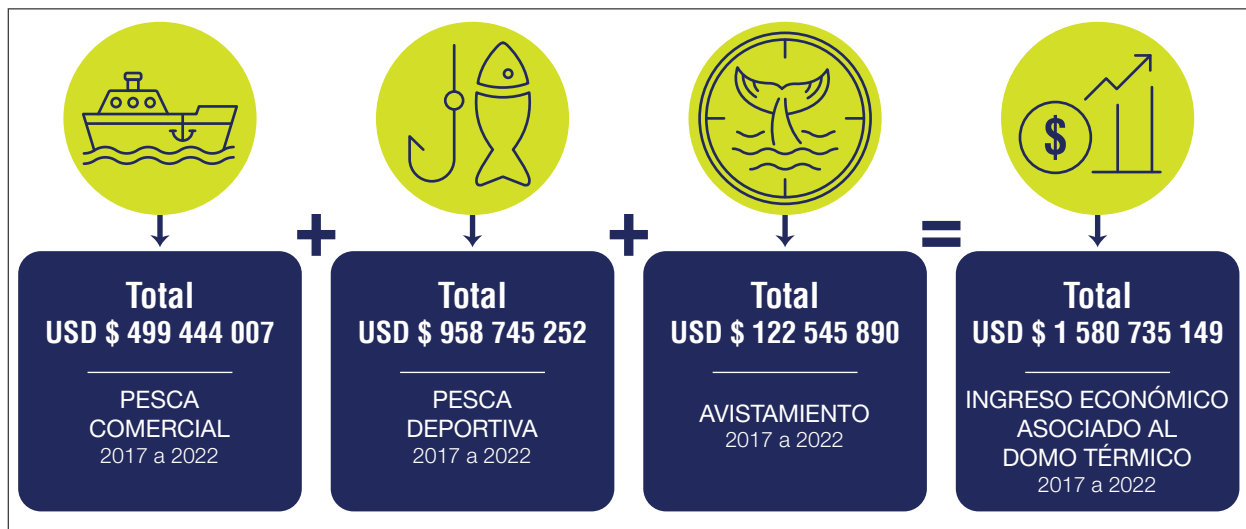 $
+
+
=
Total
USD $ 499 444 007
PESCA
COMERCIAL
2017 a 2022
Total
USD $ 958 745 252
PESCA
DEPORTIVA
2017 a 2022
Total
USD $ 122 545 890
AVISTAMIENTO
2017 a 2022
Total
USD $ 1 580 735 149
INGRESO ECONÓMICO
ASOCIADO AL
DOMO TÉRMICO
2017 a 2022